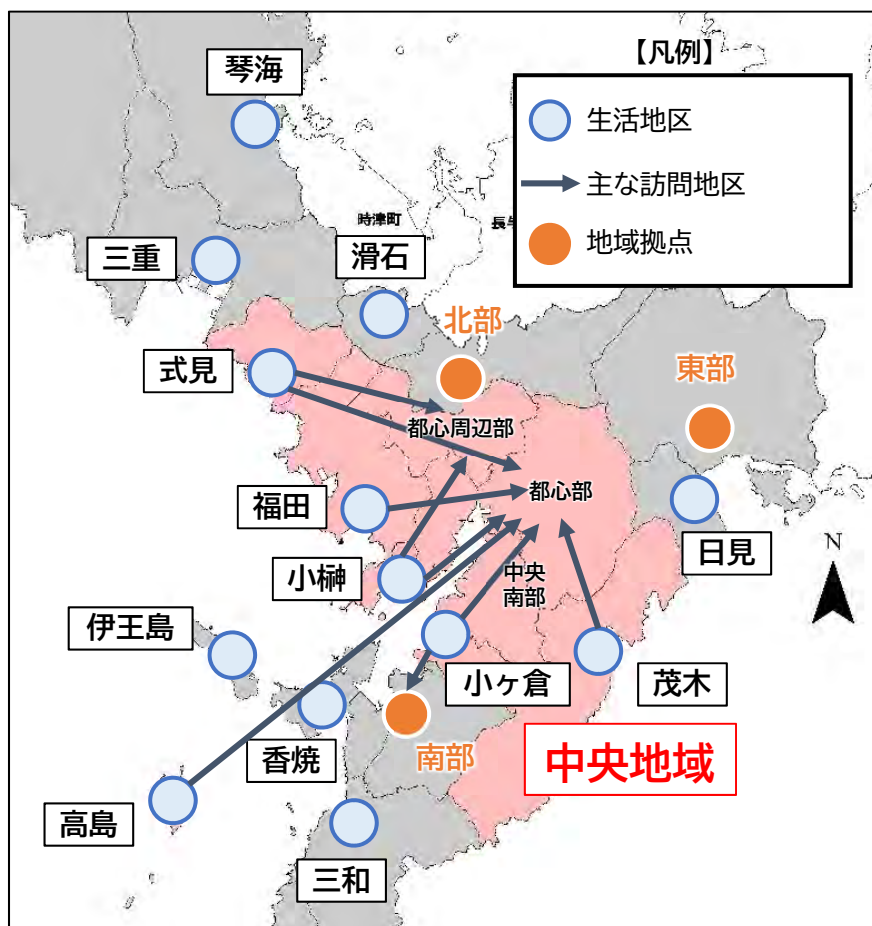 【凡例】
生活地区
主な訪問地区
地域拠点
琴海
時津町
長与
三重
滑石
北部
式見
東部
都心周辺部
都心部
福田
日見
N
小榊
中央
南部
伊王島
小ヶ倉
茂木
香焼
南部
中央地域
高島
三和